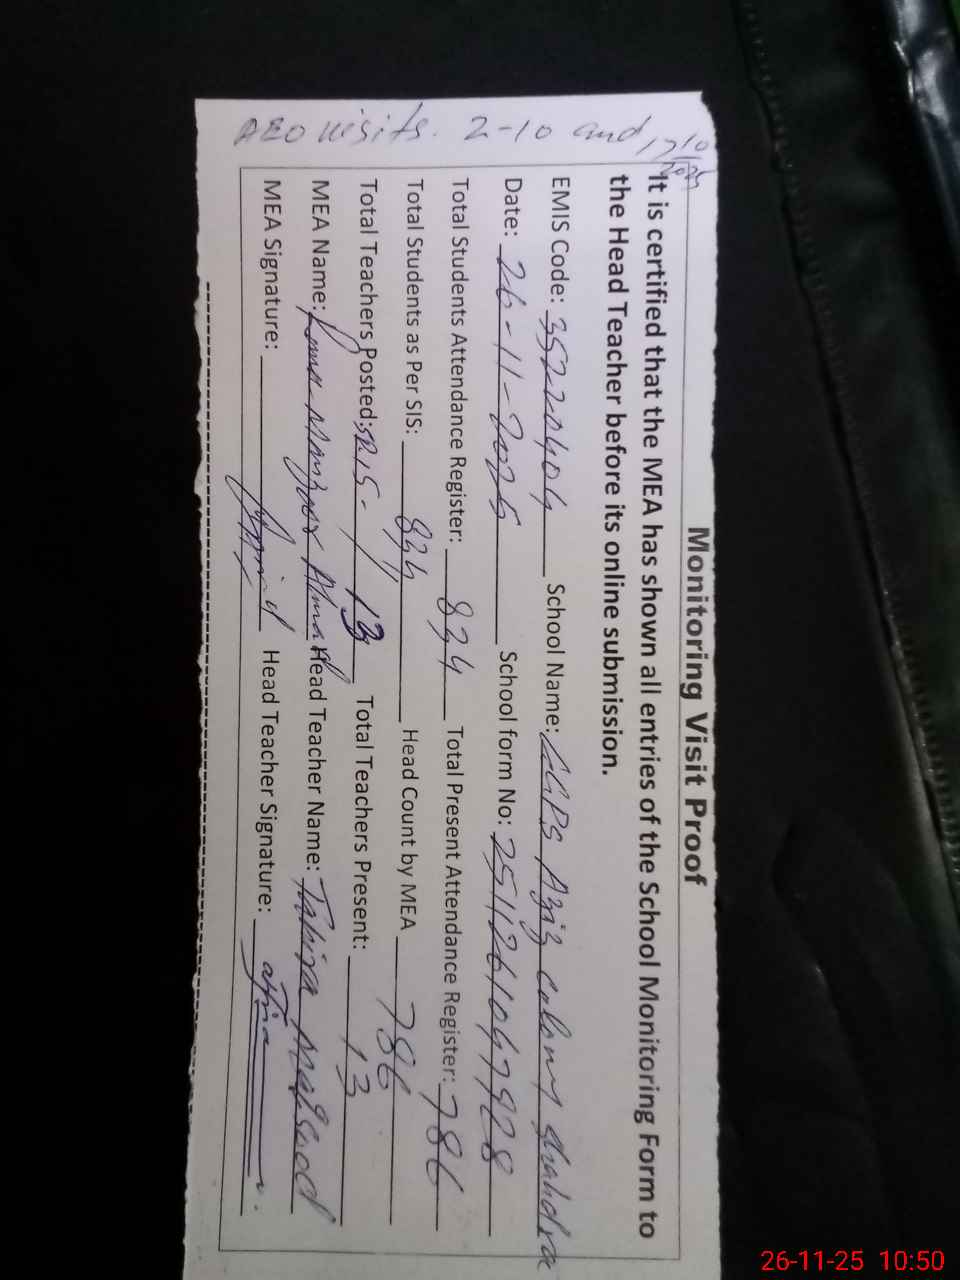 Monitoring Visit Proof
It is certified that the MEA has shown all entries of the School Monitoring Form to
the Head Teacher before its online submission.
EMIS Code: 35220404 School Name: Aziz colony shahdra
Date: 26-11-2025 School form No:
Total Students Attendance Register: 824 Total Present Attendance Register: 786
Total Students as Per SIS: 824 Head Count by MEA 786
Total Teachers Posted: 13 Total Teachers Present: 13
MEA Name: Ahmad Head Teacher Name: Tahira Maqsood
MEA Signature: Head Teacher Signature:
AEO visits. 2-10 and 17/10/2025
26-11-25 10:50